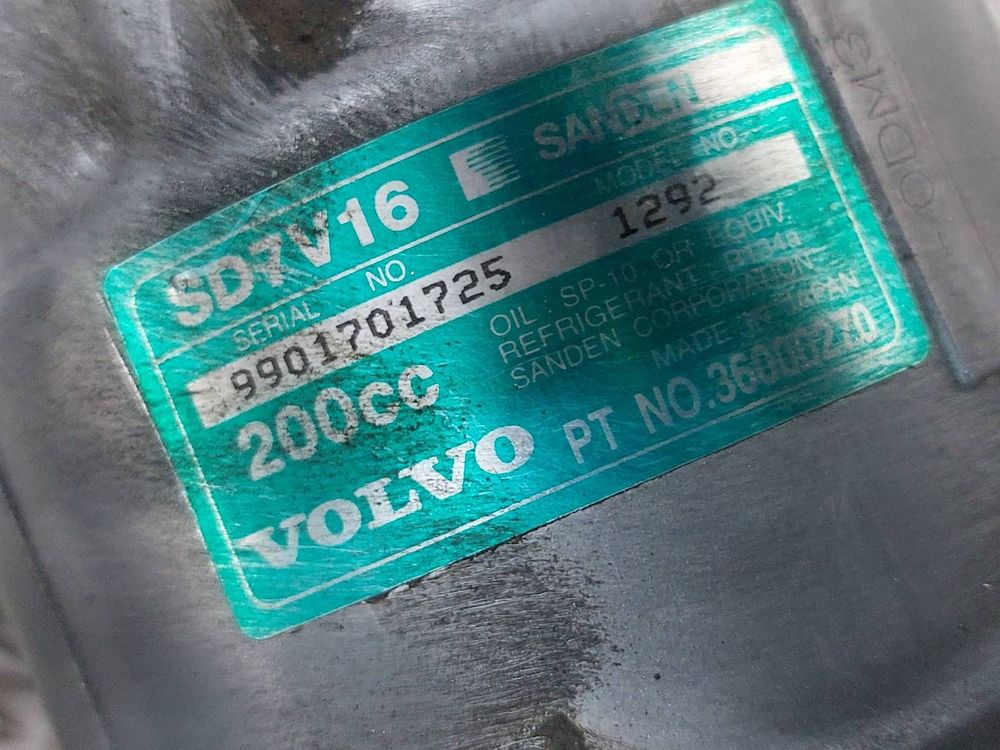 SD7V16 SANDEN
SERIAL NO. MODEL NO.
9901701725 1292
200cc
OIL : SP-10 OR EQUIV.
REFRIGERANT R134a
SANDEN CORPORATION
MADE IN JAPAN
VOLVO PT NO.36000270